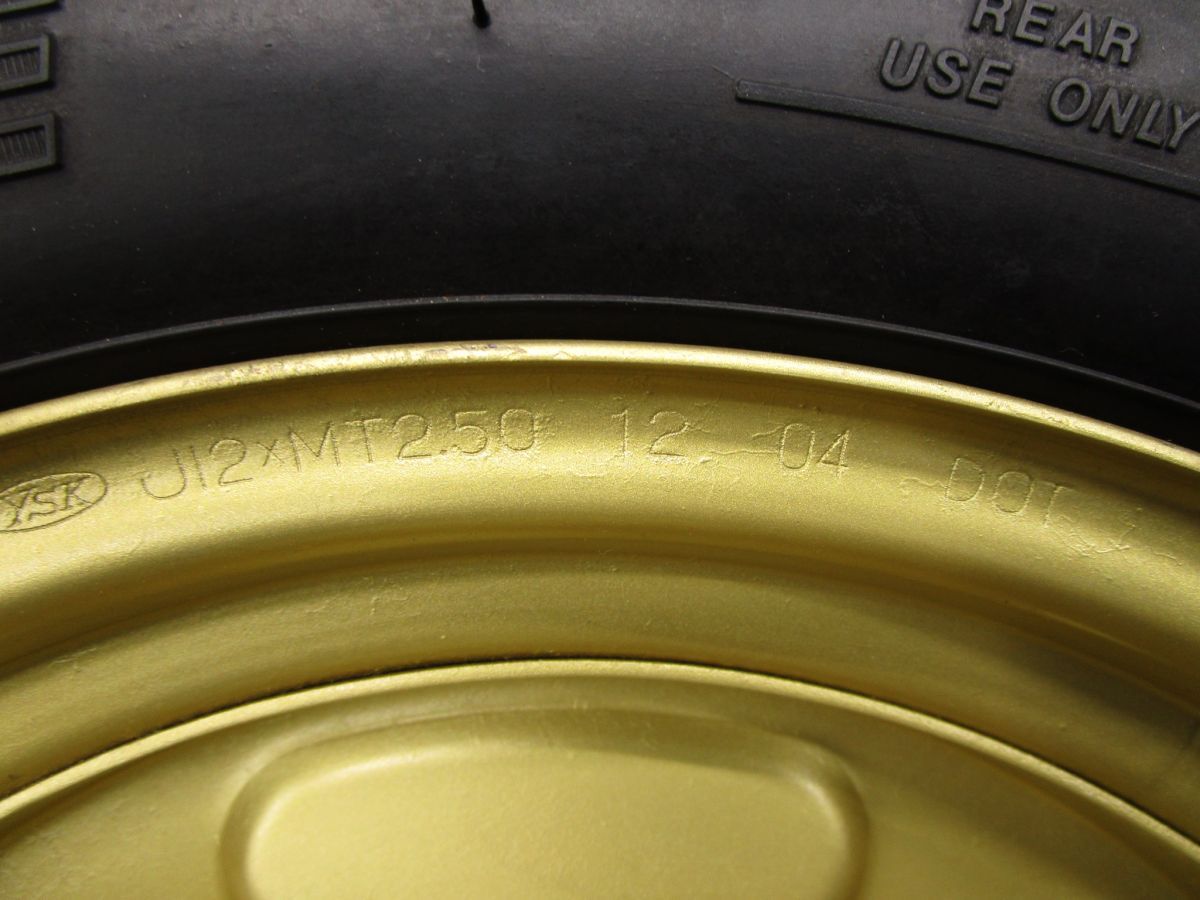 REAR
USE ONLY
YSK J12×MT2.50 12 04 DOT